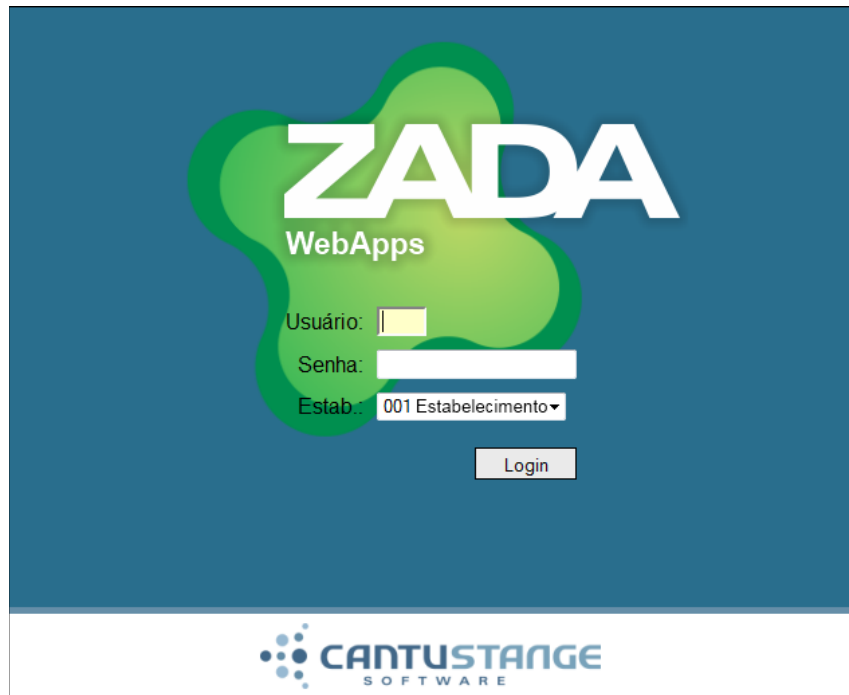 ZADA
WebApps
Usuário:
Senha:
Estab.: 001 Estabelecimento
Login
CANTUSTANGE
SOFTWARE